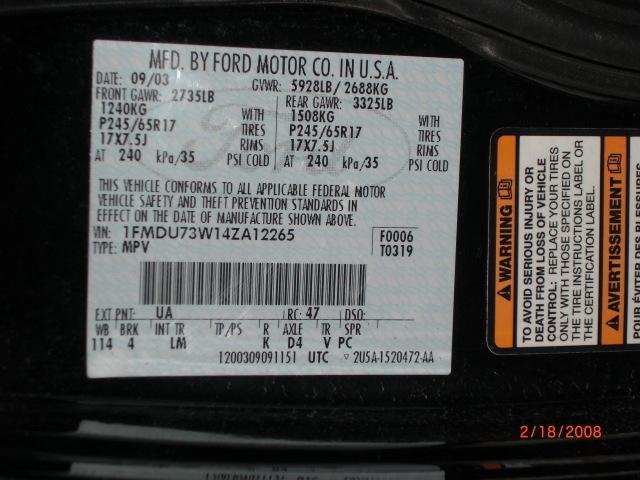 MFD. BY FORD MOTOR CO. IN U.S.A.
DATE: 09/03 GVWR: 5928LB/2688KG
FRONT GAWR: 2735LB REAR GAWR: 3325LB
1240KG WITH 1508KG WITH
P245/65R17 TIRES P245/65R17 TIRES
17X7.5J RIMS 17X7.5J RIMS
AT 240 kPa/35 PSI COLD AT 240 kPa/35 PSI COLD
THIS VEHICLE CONFORMS TO ALL APPLICABLE FEDERAL MOTOR
VEHICLE SAFETY AND THEFT PREVENTION STANDARDS IN
EFFECT ON THE DATE OF MANUFACTURE SHOWN ABOVE.
VIN: 1FMDU73W14ZA12265 F0006
TYPE: MPV T0319
EXT PNT: UA RC: 47 DSO:
WB BRK INT TR TP/PS R AXLE TR SPR
114 4 LM K D4 V PC
1200309091151 UTC 2U5A-1520472-AA
Ford
WARNING
TO AVOID SERIOUS INJURY OR
DEATH FROM LOSS OF VEHICLE
CONTROL: REPLACE YOUR TIRES
ONLY WITH THOSE SPECIFIED ON
THE TIRE INSTRUCTIONS LABEL OR
THE CERTIFICATION LABEL.
POUR ÉVITER DES BLESSURES
2/18/2008